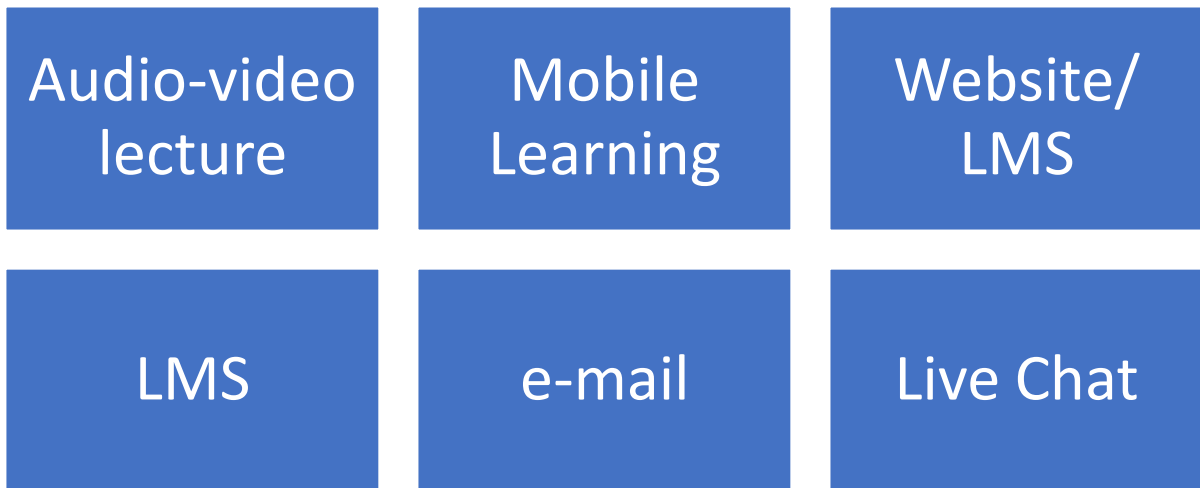 Audio-video
lecture
Mobile
Learning
Website/
LMS
LMS
e-mail
Live Chat